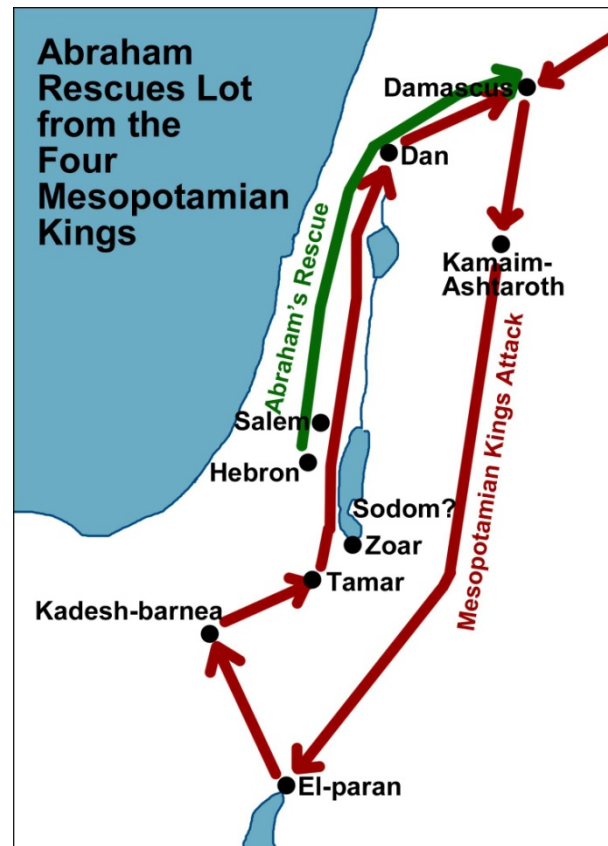 Abraham
Rescues Lot
from the
Four
Mesopotamian
Kings
Damascus
Dan
Kamaim-
Ashtaroth
Abraham's Rescue
Mesopotamian Kings Attack
Salem
Hebron
Sodom?
Zoar
Tamar
Kadesh-barnea
El-paran